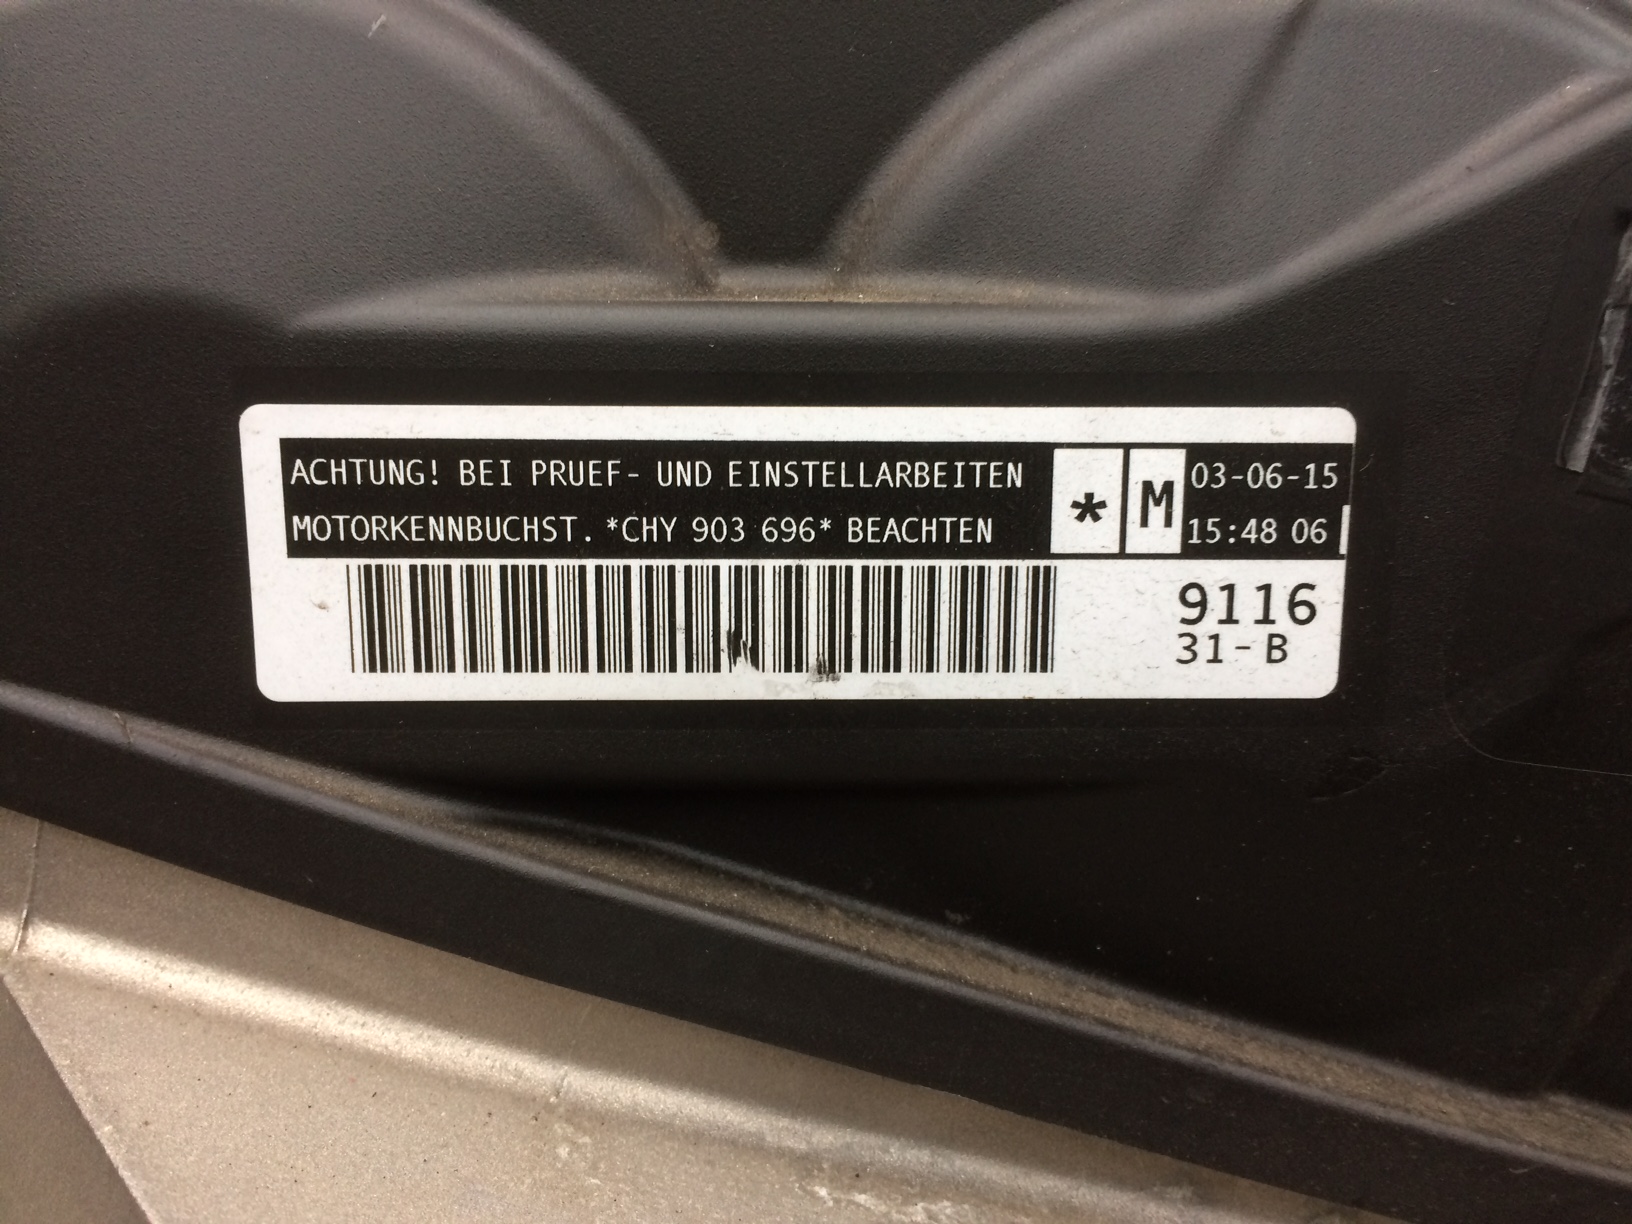 ACHTUNG! BEI PRUEF- UND EINSTELLARBEITEN
MOTORKENNBUCHST. *CHY 903 696* BEACHTEN
* M
03-06-15
15:48 06
9116
31-B